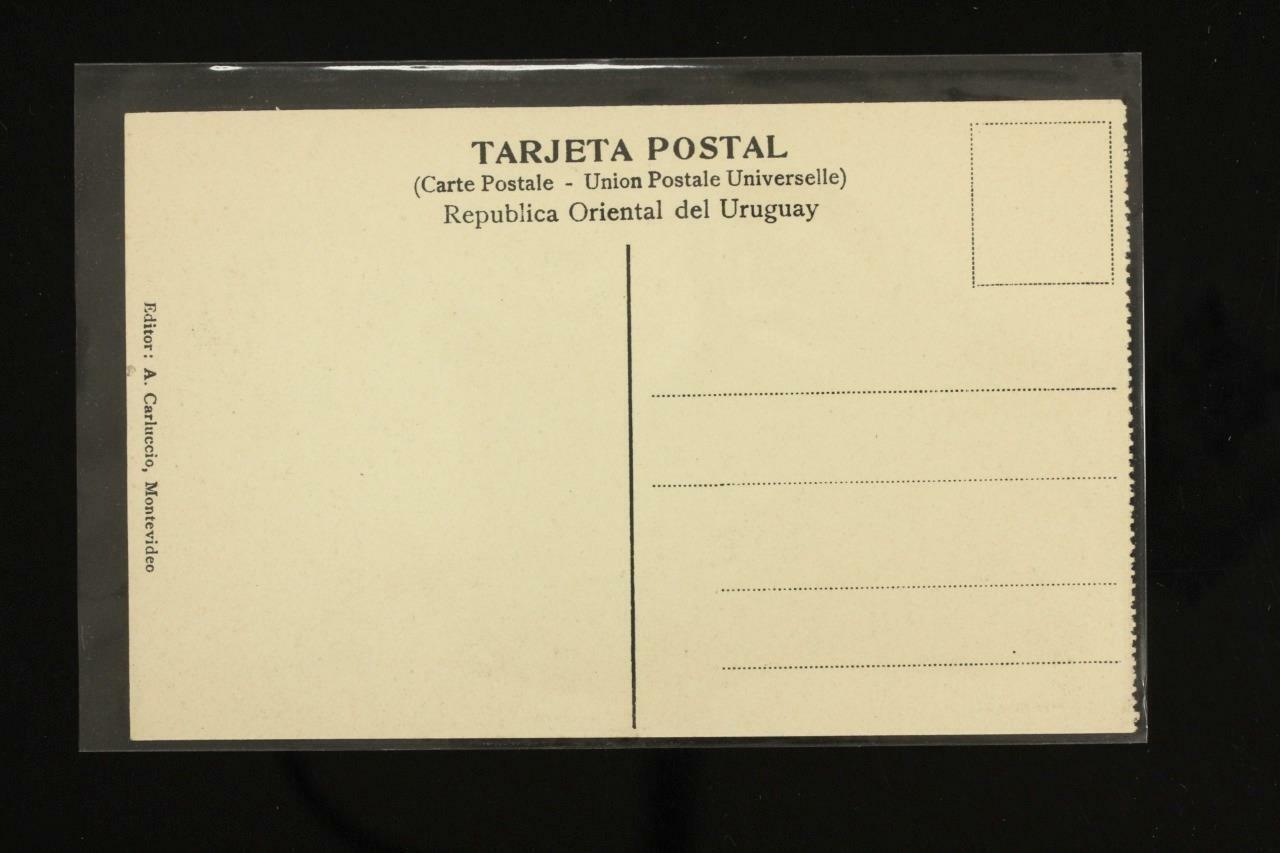 TARJETA POSTAL
(Carte Postale - Union Postale Universelle)
Republica Oriental del Uruguay
Editor: A. Carluccio, Montevideo